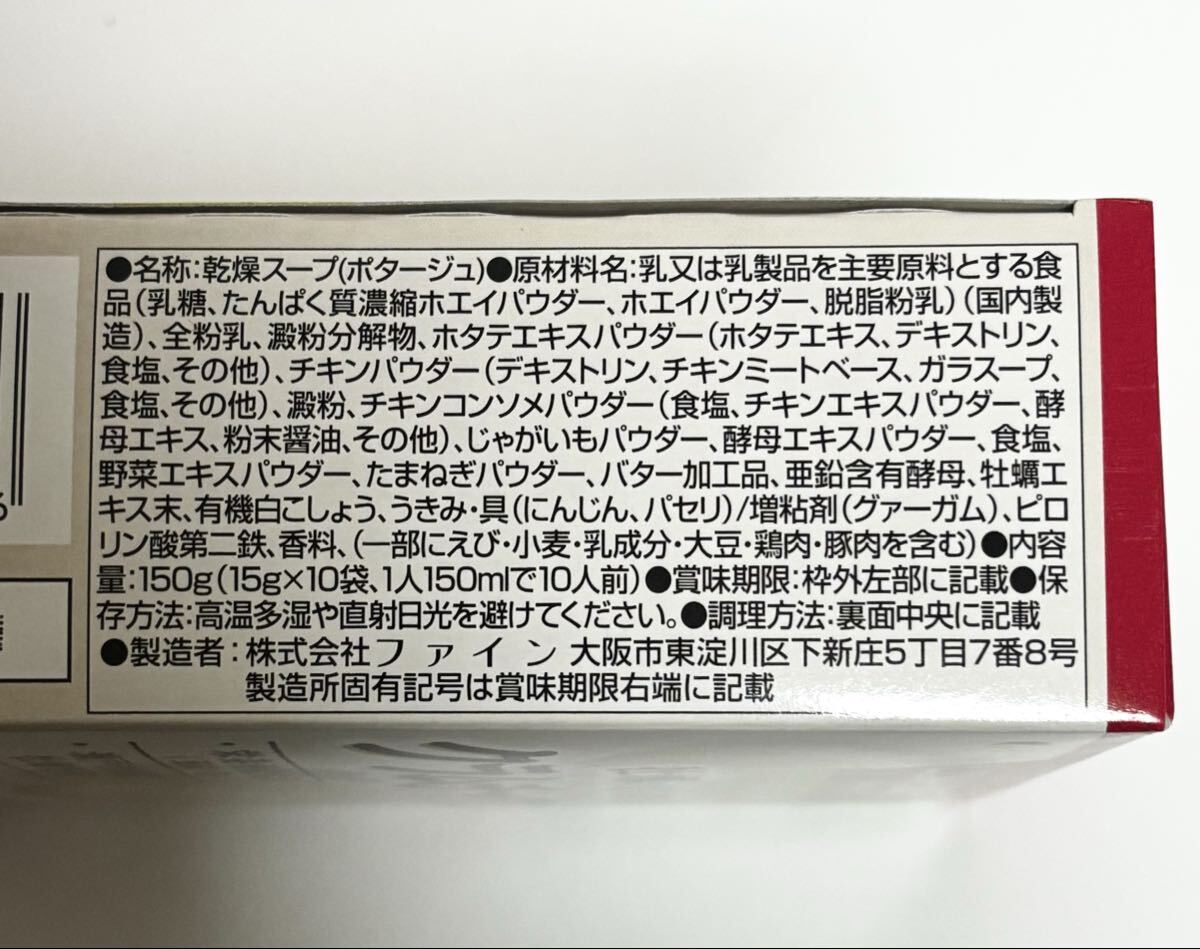 ●名称:乾燥スープ(ポタージュ)●原材料名:乳又は乳製品を主要原料とする食
品(乳糖、たんぱく質濃縮ホエイパウダー、ホエイパウダー、脱脂粉乳)(国内製
造)、全粉乳、澱粉分解物、ホタテエキスパウダー(ホタテエキス、デキストリン、
食塩、その他)、チキンパウダー(デキストリン、チキンミートベース、ガラスープ、
食塩、その他)、澱粉、チキンコンソメパウダー(食塩、チキンエキスパウダー、酵
母エキス、粉末醤油、その他)、じゃがいもパウダー、酵母エキスパウダー、食塩、
野菜エキスパウダー、たまねぎパウダー、バター加工品、亜鉛含有酵母、牡蠣エ
キス末、有機白こしょう、うきみ・具(にんじん、パセリ)/増粘剤(グァーガム)、ピロ
リン酸第二鉄、香料、(一部にえび・小麦・乳成分・大豆・鶏肉・豚肉を含む)●内容
量:150g(15g×10袋、1人150mlで10人前)●賞味期限:枠外左部に記載●保
存方法:高温多湿や直射日光を避けてください。●調理方法:裏面中央に記載
●製造者:株式会社ファイン 大阪市東淀川区下新庄5丁目7番8号
製造所固有記号は賞味期限右端に記載